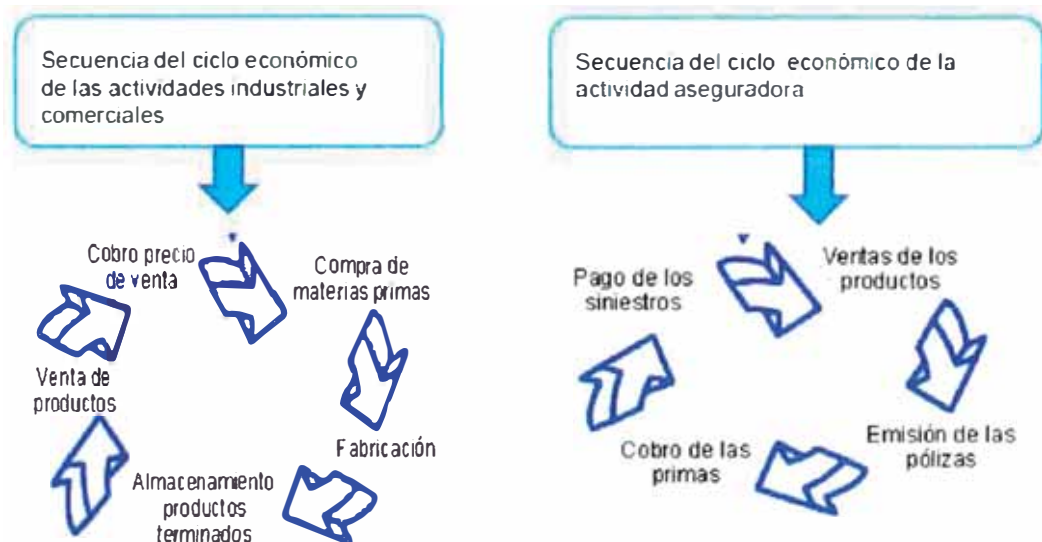 Secuencia del ciclo económico
de las actividades industriales y
comerciales
Cobro precio
de venta
Compra de
materias primas
Fabricación
Almacenamiento
productos
terminados
Venta de
productos
Secuencia del ciclo económico de la
actividad aseguradora
Ventas de los
productos
Emisión de las
pólizas
Cobro de las
primas
Pago de los
siniestros